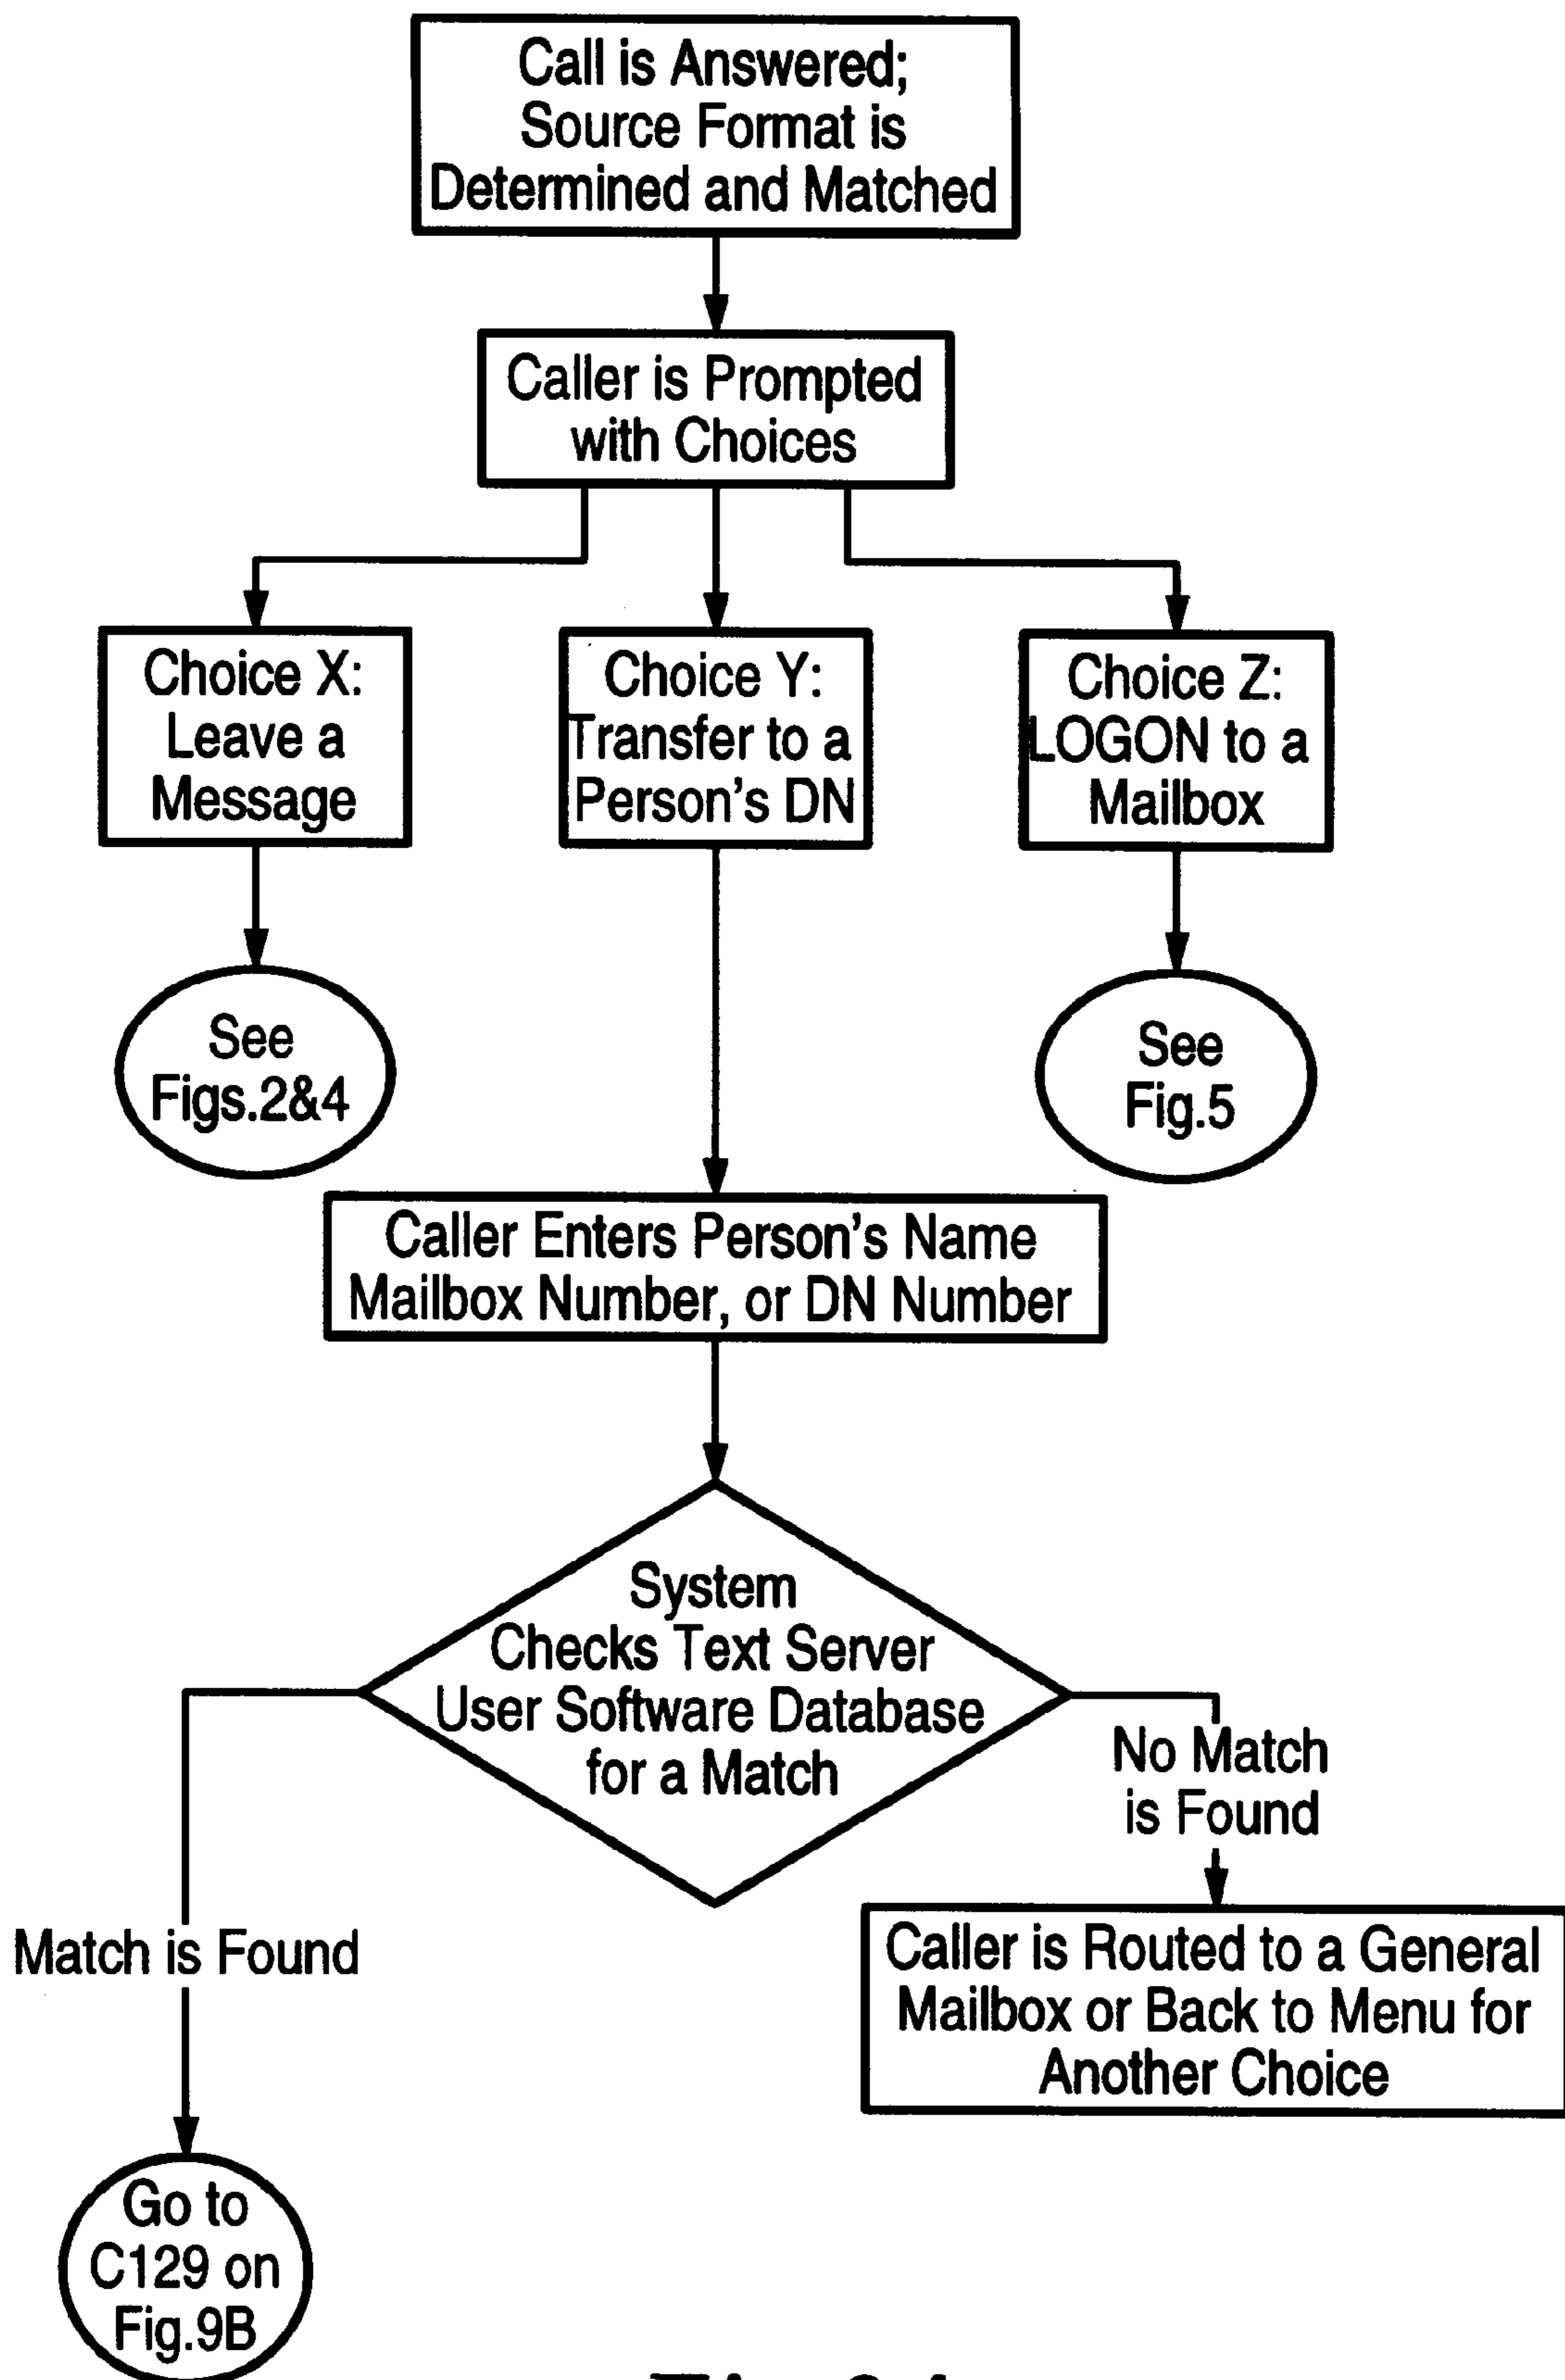 Call is Answered;
Source Format is
Determined and Matched
Caller is Prompted
with Choices
Choice X:
Leave a
Message
Choice Y:
Transfer to a
Person's DN
Choice Z:
LOGON to a
Mailbox
See
Figs.2&4
See
Fig.5
Caller Enters Person's Name
Mailbox Number, or DN Number
System
Checks Text Server
User Software Database
for a Match
No Match
is Found
Match is Found
Caller is Routed to a General
Mailbox or Back to Menu for
Another Choice
Go to
C129 on
Fig.9B